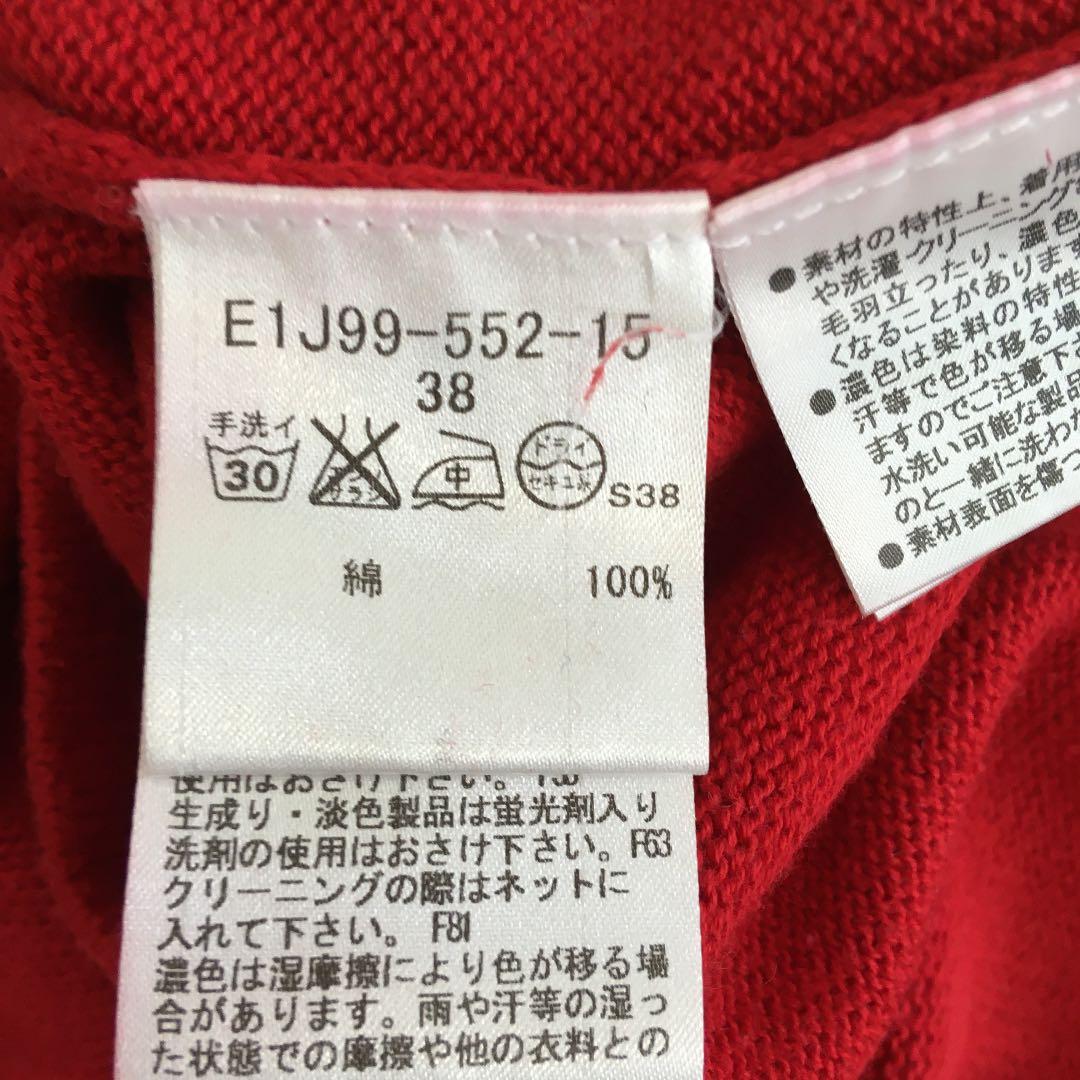 E1J99-552-15
38
手洗イ
30
エンソ
サラシ
中
ドライ
セキユ系
S38
綿 100%
生成り・淡色製品は蛍光剤入り
洗剤の使用はおさけ下さい。F63
クリーニングの際はネットに
入れて下さい。 F81
濃色は湿摩擦により色が移る場
合があります。雨や汗等の湿っ
た状態での摩擦や他の衣料との
●素材の特性上、着用
や洗濯・クリーニング
毛羽立ったり、濃色
くなることがあります
●濃色は染料の特性
汗等で色が移る場
ますのでご注意下
水洗い可能な製品
のと一緒に洗わな
●素材表面を傷つ